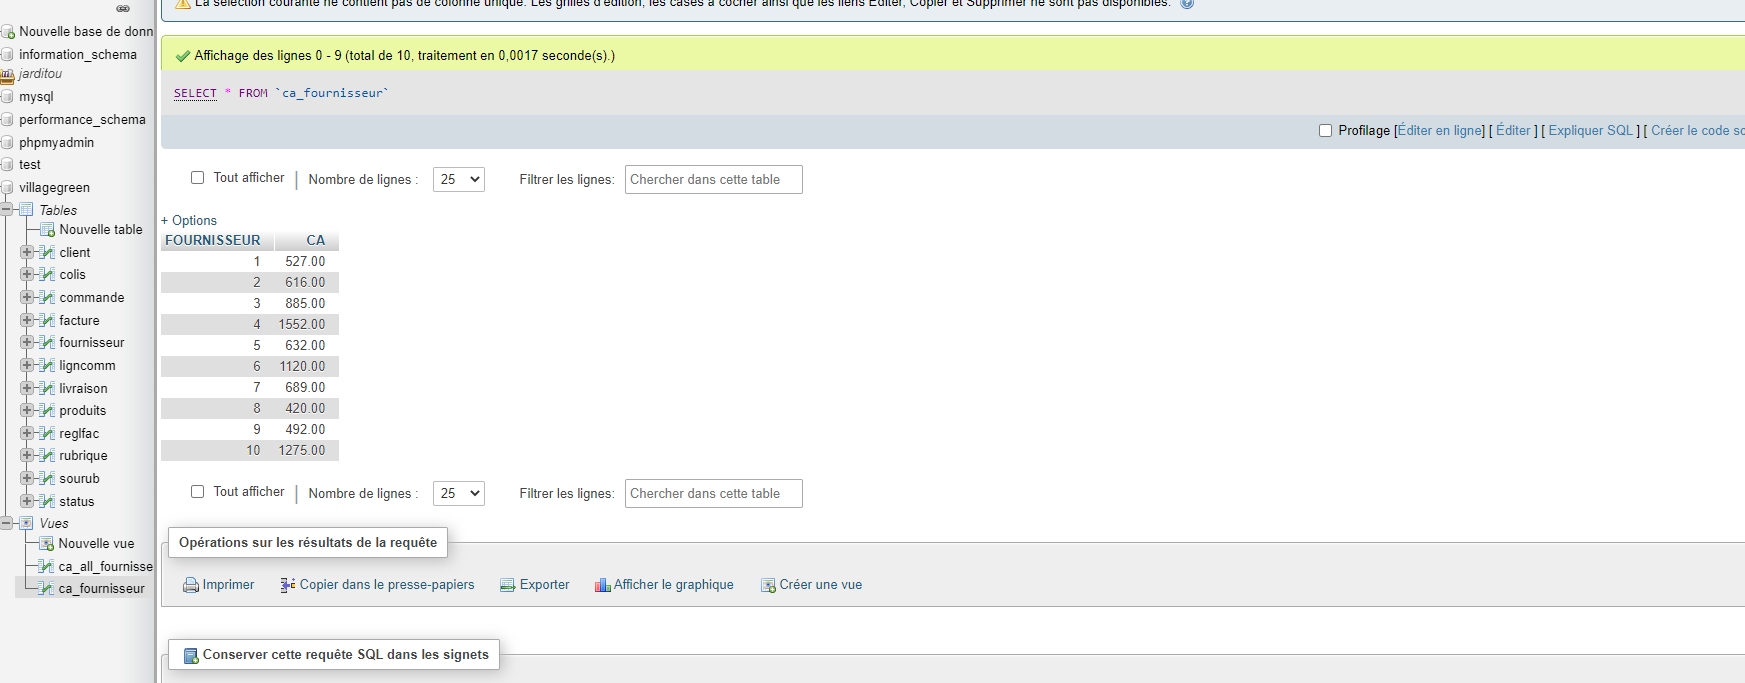 Nouvelle base de donn
information_schema
jarditou
mysql
performance_schema
phpmyadmin
test
villagegreen
Tables
Nouvelle table
client
colis
commande
facture
fournisseur
ligncomm
livraison
produits
reglfac
rubrique
sourub
status
Vues
Nouvelle vue
ca_all_fournisse
ca_fournisseur
La sélection courante ne contient pas de colonne unique. Les grilles d'édition, les cases à cocher ainsi que les liens Éditer, Copier et Supprimer ne sont pas disponibles.
Affichage des lignes 0 - 9 (total de 10, traitement en 0,0017 seconde(s).)
SELECT * FROM `ca_fournisseur`
Profilage [Éditer en ligne] [ Éditer ] [ Expliquer SQL ] [ Créer le code so
Tout afficher | Nombre de lignes : 25 Filtrer les lignes: Chercher dans cette table
+ Options
FOURNISSEUR CA
1 527.00
2 616.00
3 885.00
4 1552.00
5 632.00
6 1120.00
7 689.00
8 420.00
9 492.00
10 1275.00
Tout afficher | Nombre de lignes : 25 Filtrer les lignes: Chercher dans cette table
Opérations sur les résultats de la requête
Imprimer Copier dans le presse-papiers Exporter Afficher le graphique Créer une vue
Conserver cette requête SQL dans les signets